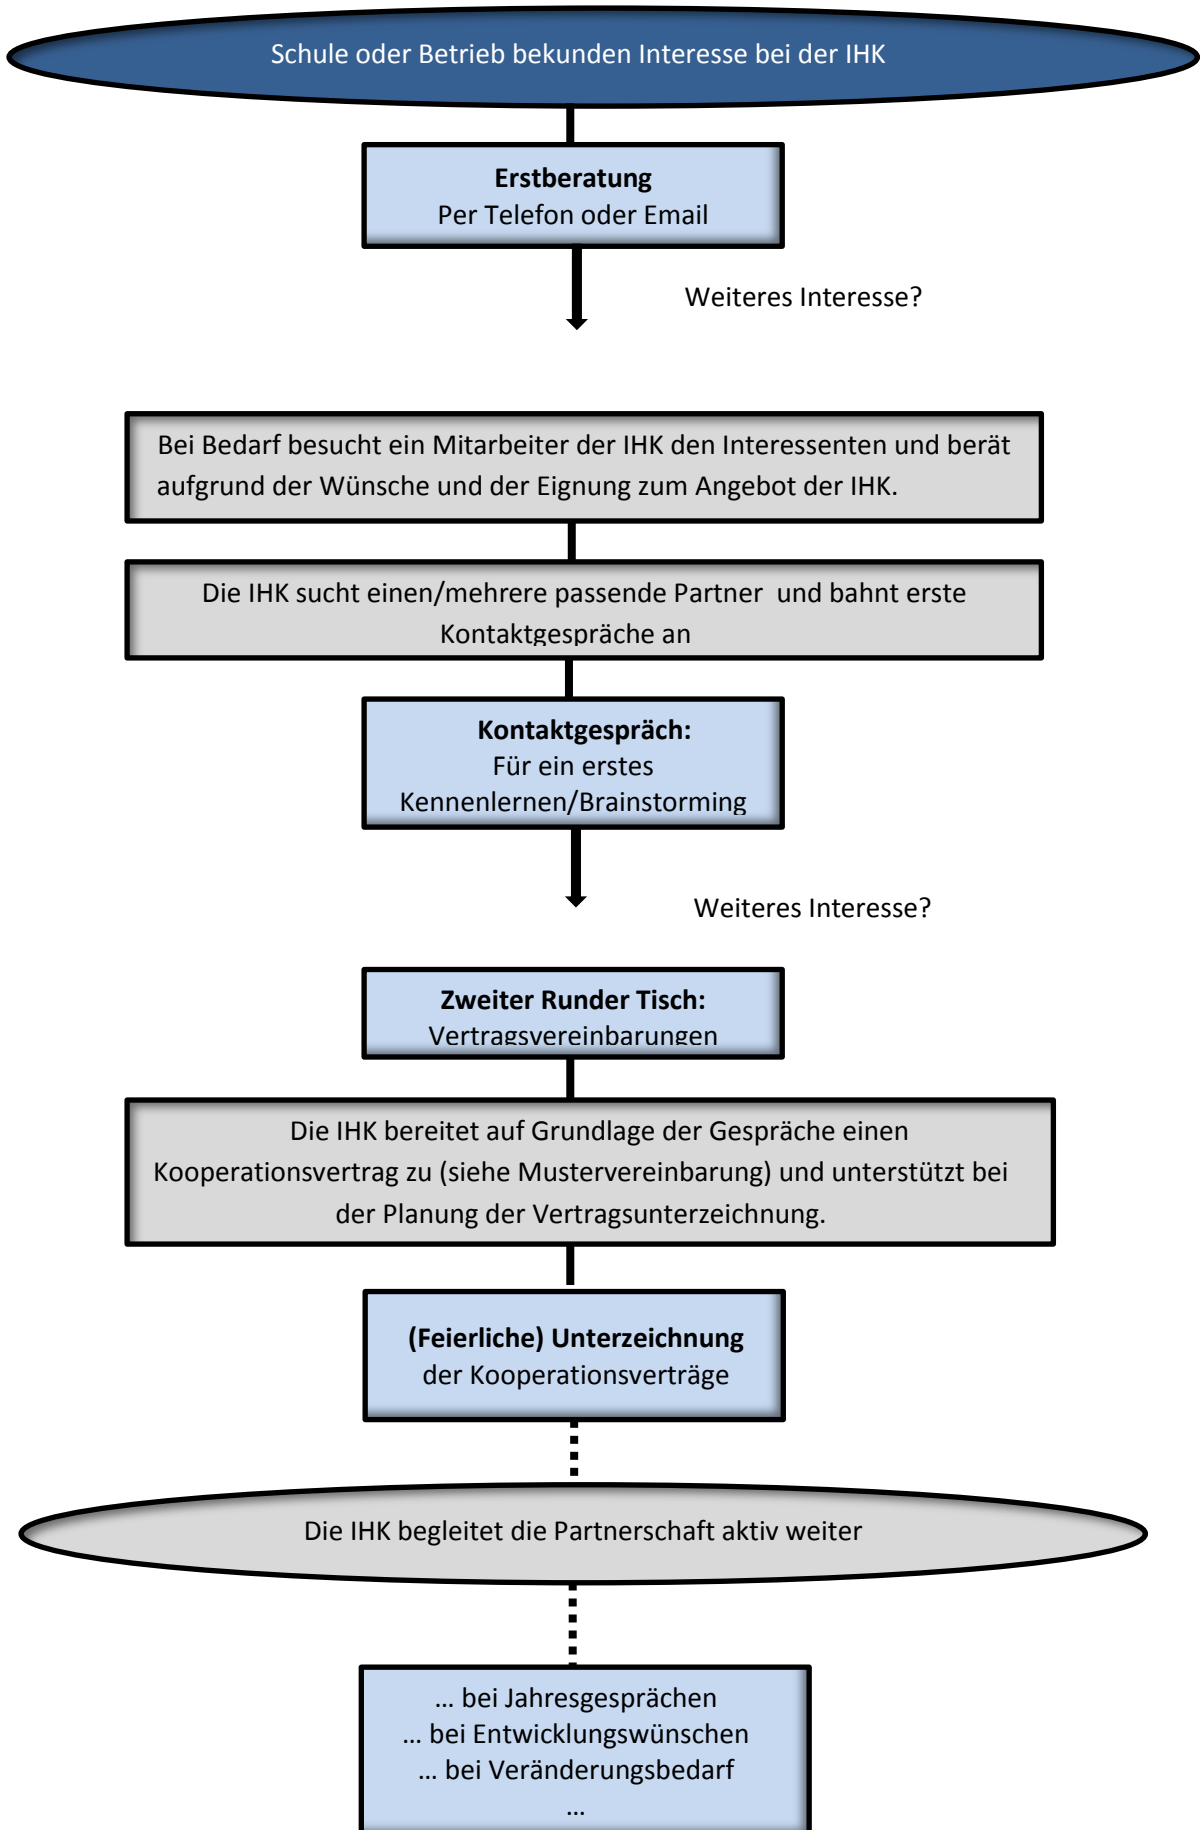 Schule oder Betrieb bekunden Interesse bei der IHK
Erstberatung
Per Telefon oder Email
Weiteres Interesse?
Bei Bedarf besucht ein Mitarbeiter der IHK den Interessenten und berät
aufgrund der Wünsche und der Eignung zum Angebot der IHK.
Die IHK sucht einen/mehrere passende Partner und bahnt erste
Kontaktgespräche an
Kontaktgespräch:
Für ein erstes
Kennenlernen/Brainstorming
Weiteres Interesse?
Zweiter Runder Tisch:
Vertragsvereinbarungen
Die IHK bereitet auf Grundlage der Gespräche einen
Kooperationsvertrag zu (siehe Mustervereinbarung) und unterstützt bei
der Planung der Vertragsunterzeichnung.
(Feierliche) Unterzeichnung
der Kooperationsverträge
Die IHK begleitet die Partnerschaft aktiv weiter
... bei Jahresgesprächen
... bei Entwicklungswünschen
... bei Veränderungsbedarf
...